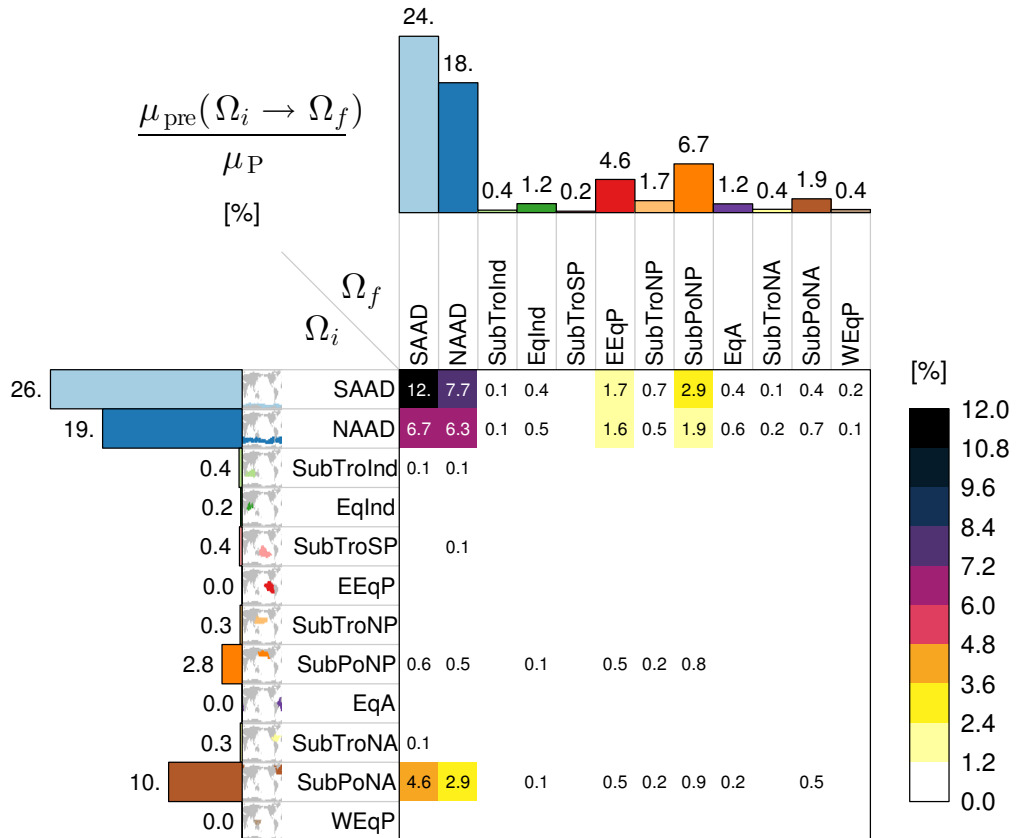 24.
18.
0.4 1.2 0.2 4.6 1.7 6.7 1.2 0.4 1.9 0.4
μpre(Ωi → Ωf)
μP
[%]
Ωf
Ωi
SAAD
NAAD
SubTroInd
EqInd
SubTroSP
EEqP
SubTroNP
SubPoNP
EqA
SubTroNA
SubPoNA
WEqP
26. SAAD 12. 7.7 0.1 0.4 1.7 0.7 2.9 0.4 0.1 0.4 0.2
19. NAAD 6.7 6.3 0.1 0.5 1.6 0.5 1.9 0.6 0.2 0.7 0.1
0.4 SubTroInd 0.1 0.1
0.2 EqInd
0.4 SubTroSP 0.1
0.0 EEqP
0.3 SubTroNP
2.8 SubPoNP 0.6 0.5 0.1 0.5 0.2 0.8
0.0 EqA
0.3 SubTroNA 0.1
10. SubPoNA 4.6 2.9 0.1 0.5 0.2 0.9 0.2 0.5
0.0 WEqP
[%]
12.0
10.8
9.6
8.4
7.2
6.0
4.8
3.6
2.4
1.2
0.0